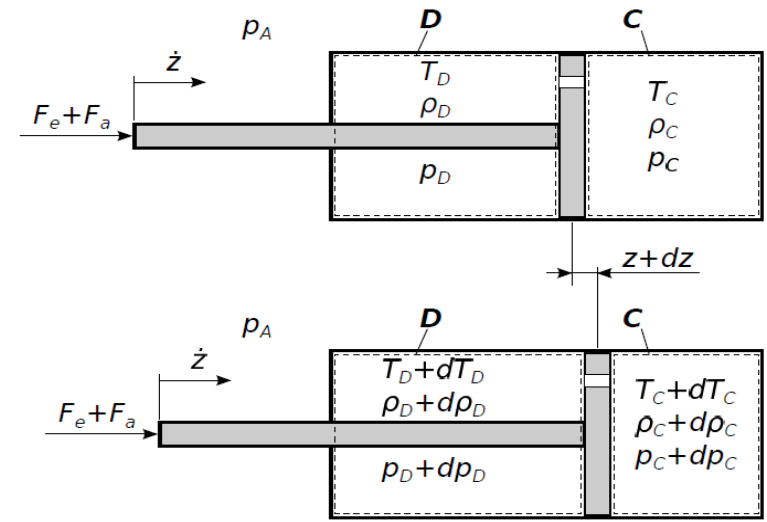 p_A
D
C
ż
T_D
ρ_D
T_C
ρ_C
p_C
F_e+F_a
p_D
z+dz
p_A
D
C
ż
T_D+dT_D
ρ_D+dρ_D
T_C+dT_C
ρ_C+dρ_C
p_C+dp_C
F_e+F_a
p_D+dp_D